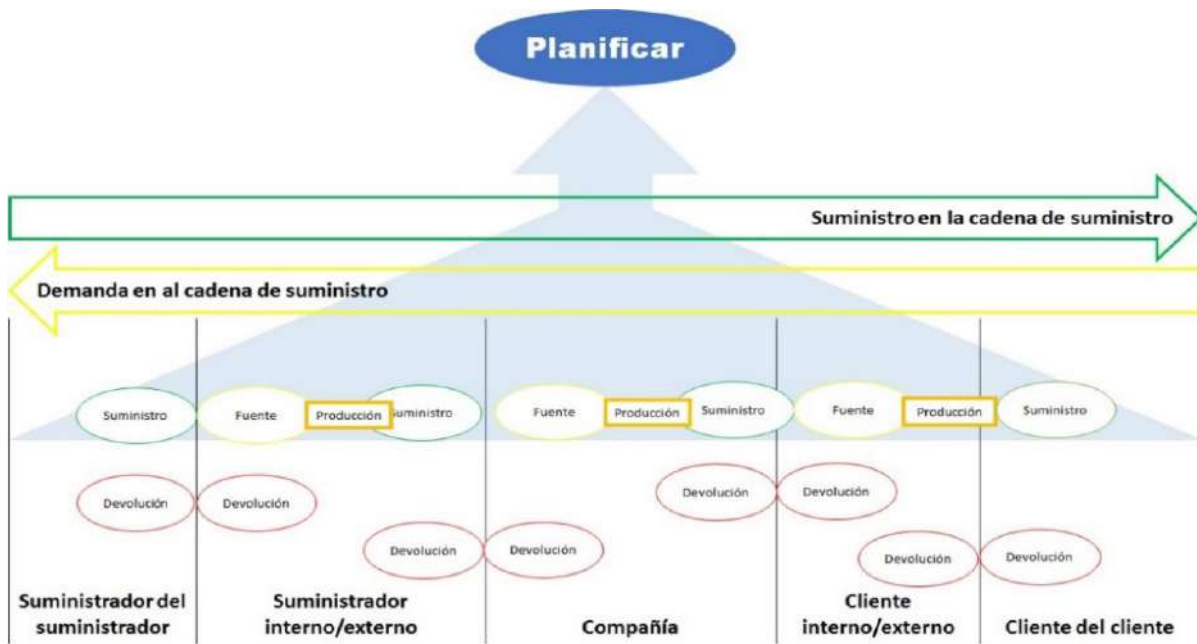 Planificar
Suministro en la cadena de suministro
Demanda en al cadena de suministro
Suministro
Fuente
Producción
Suministro
Fuente
Producción
Suministro
Fuente
Producción
Suministro
Devolución
Devolución
Devolución
Devolución
Devolución
Devolución
Devolución
Devolución
Suministrador del
suministrador
Suministrador
interno/externo
Compañía
Cliente
interno/externo
Cliente del cliente